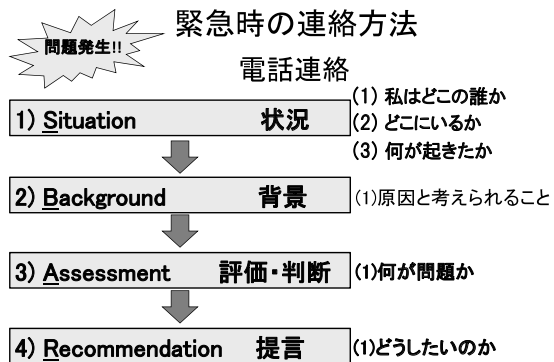 緊急時の連絡方法
問題発生!!
電話連絡
1) Situation 状況
(1) 私はどこの誰か
(2) どこにいるか
(3) 何が起きたか
2) Background 背景
(1)原因と考えられること
3) Assessment 評価・判断
(1)何が問題か
4) Recommendation 提言
(1)どうしたいのか